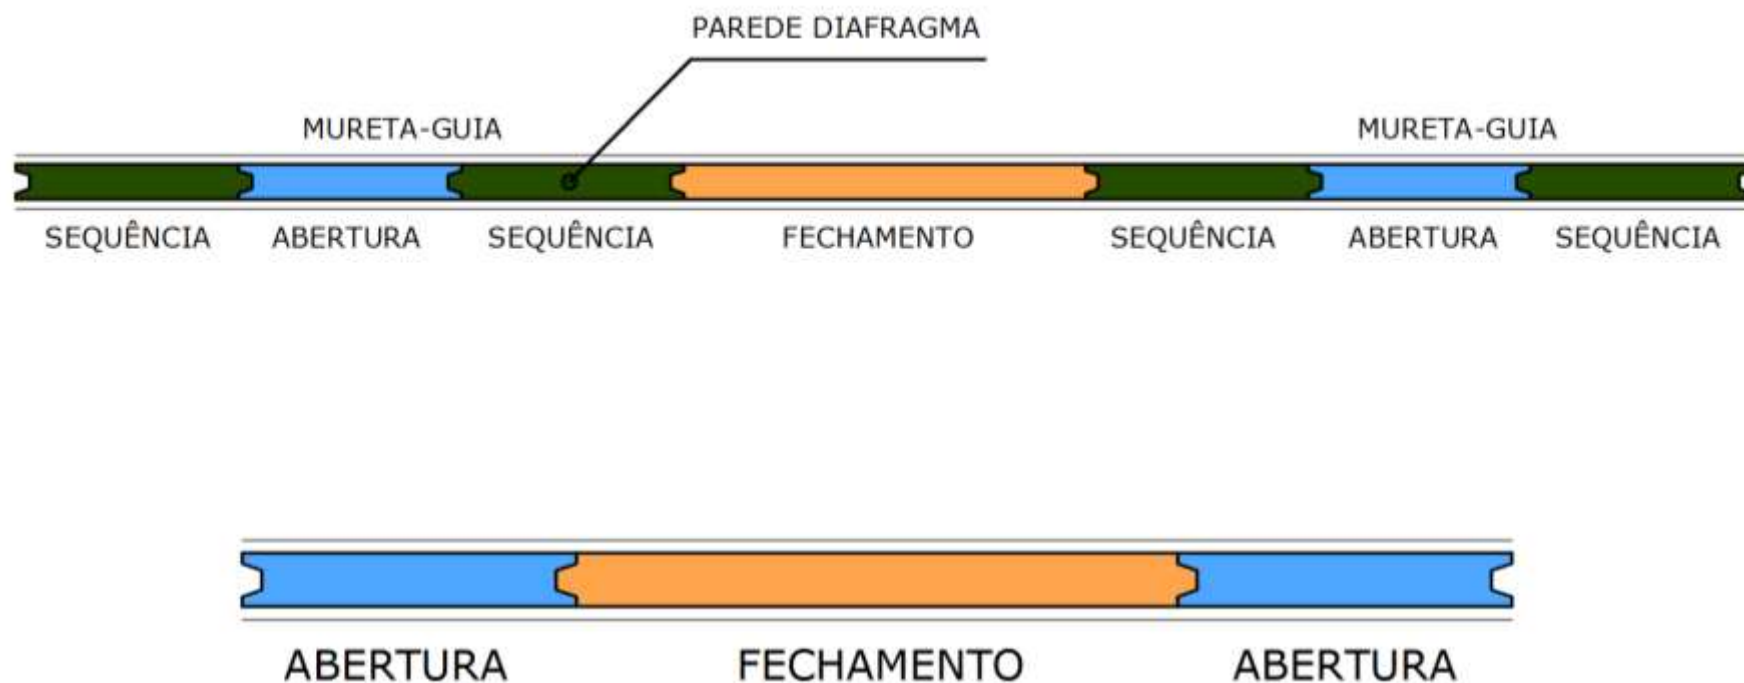 PAREDE DIAFRAGMA
MURETA-GUIA MURETA-GUIA
SEQUÊNCIA ABERTURA SEQUÊNCIA FECHAMENTO SEQUÊNCIA ABERTURA SEQUÊNCIA
ABERTURA FECHAMENTO ABERTURA